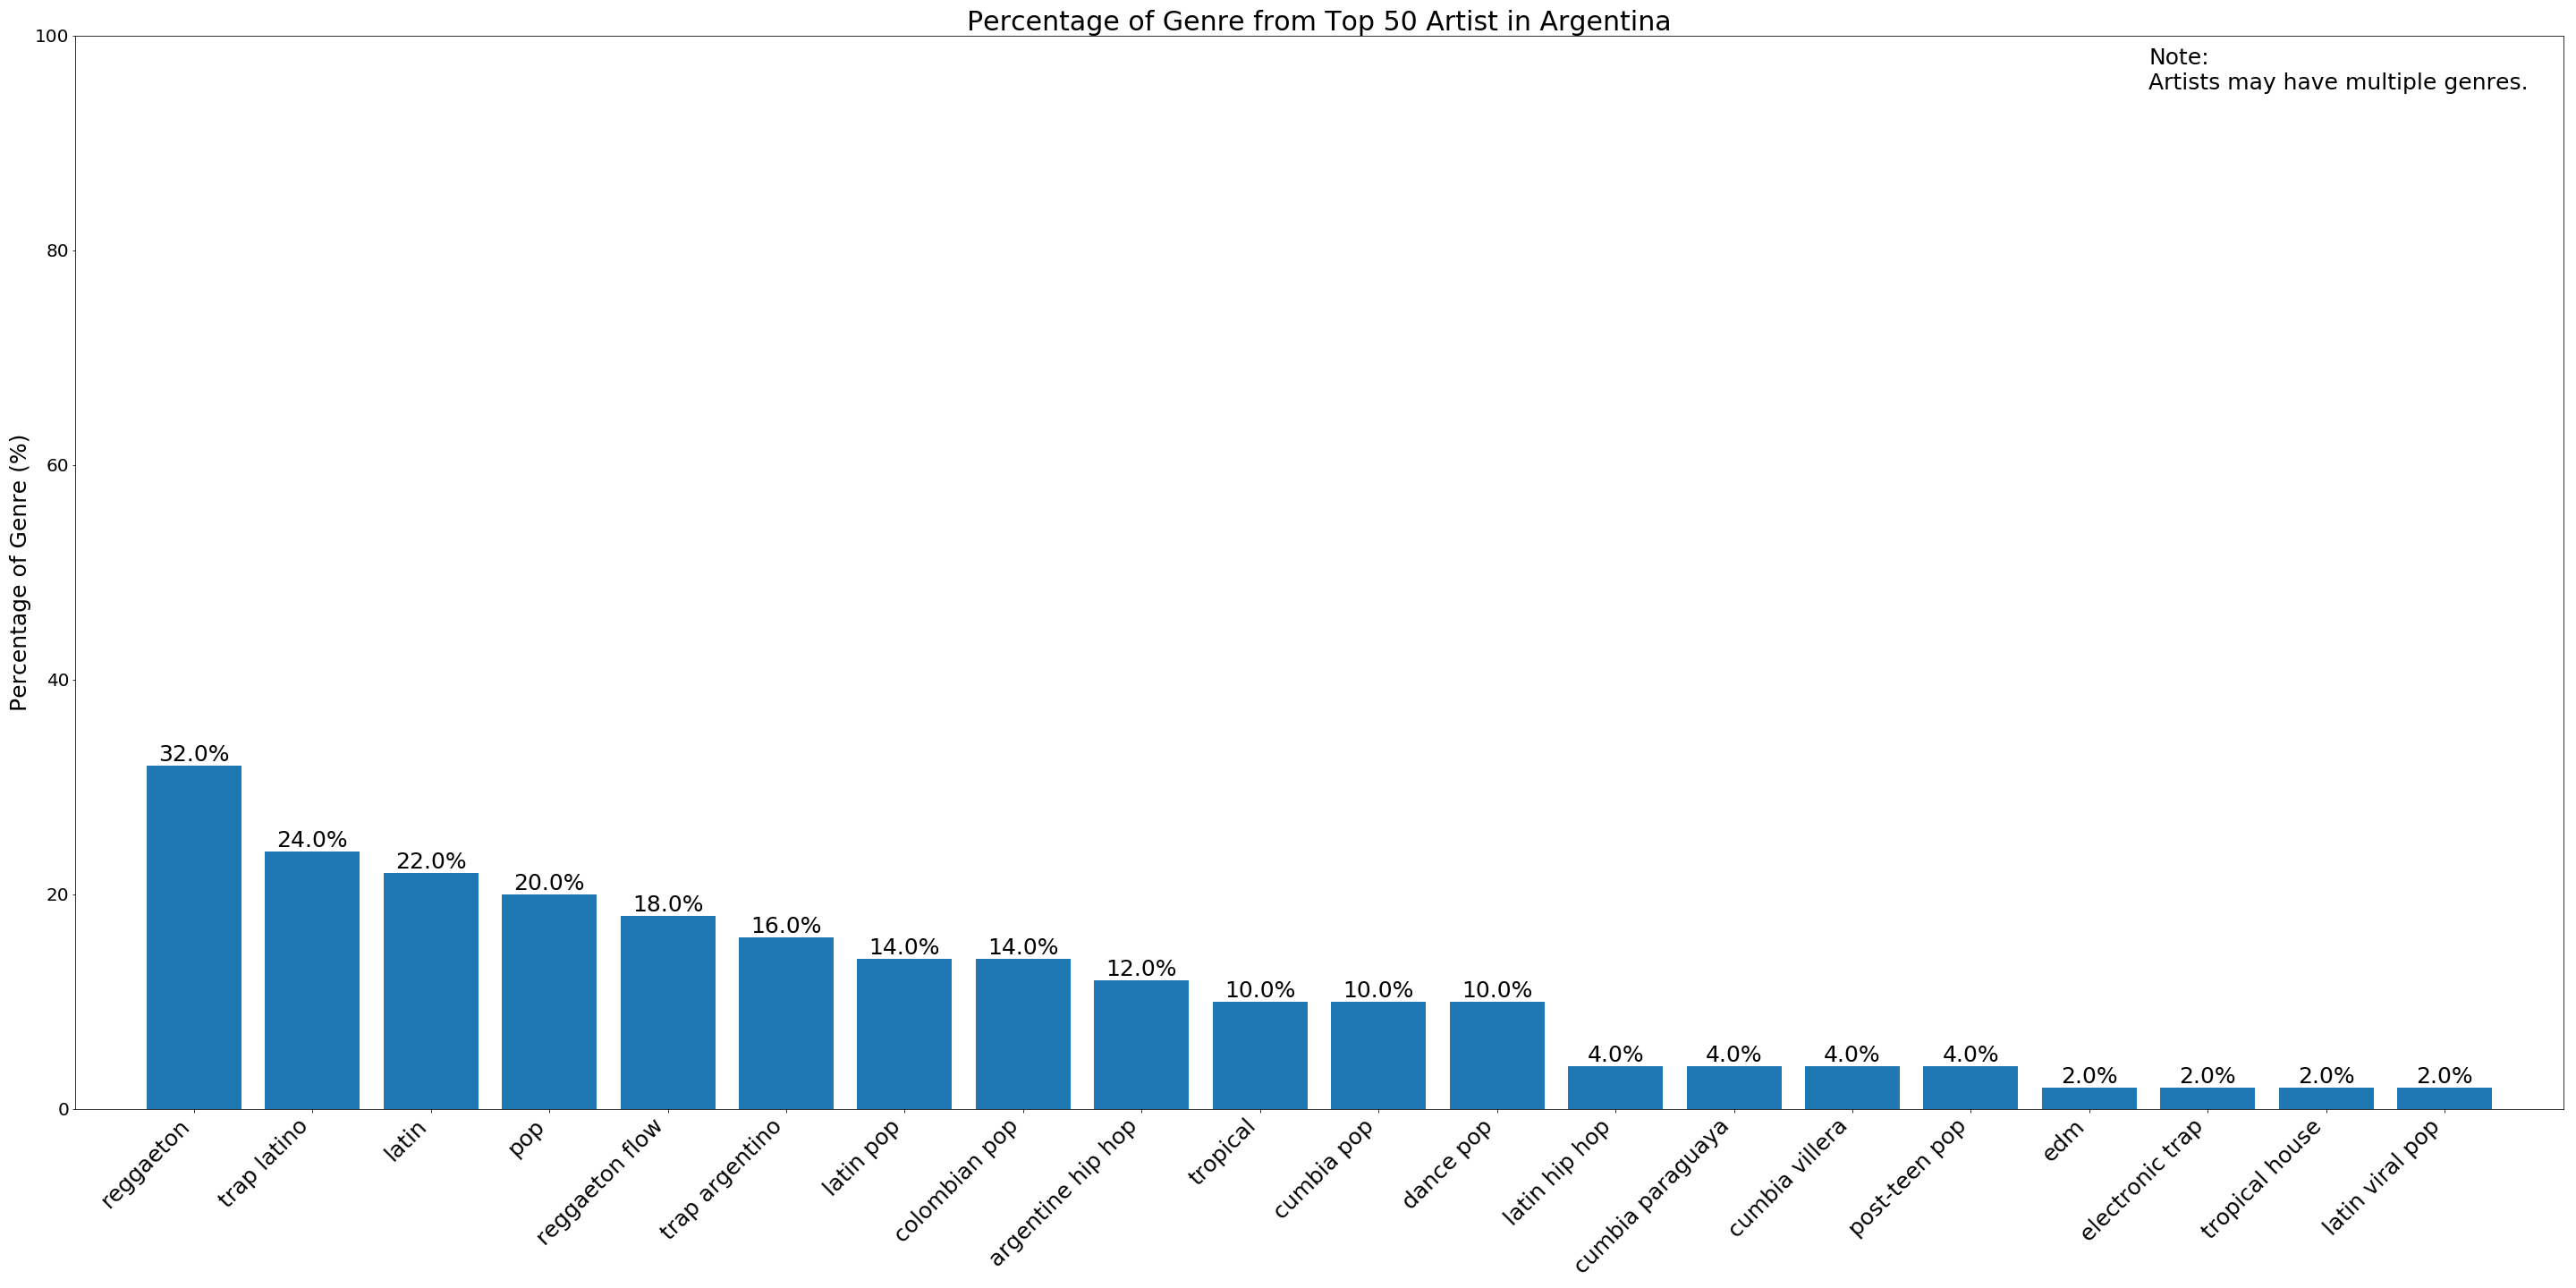 Percentage of Genre from Top 50 Artist in Argentina
Note:
Artists may have multiple genres.
Percentage of Genre (%)
100
80
60
40
20
0
32.0%
24.0%
22.0%
20.0%
18.0%
16.0%
14.0%
14.0%
12.0%
10.0%
10.0%
10.0%
4.0%
4.0%
4.0%
4.0%
2.0%
2.0%
2.0%
2.0%
reggaeton
trap latino
latin
pop
reggaeton flow
trap argentino
latin pop
colombian pop
argentine hip hop
tropical
cumbia pop
dance pop
latin hip hop
cumbia paraguaya
cumbia villera
post-teen pop
edm
electronic trap
tropical house
latin viral pop